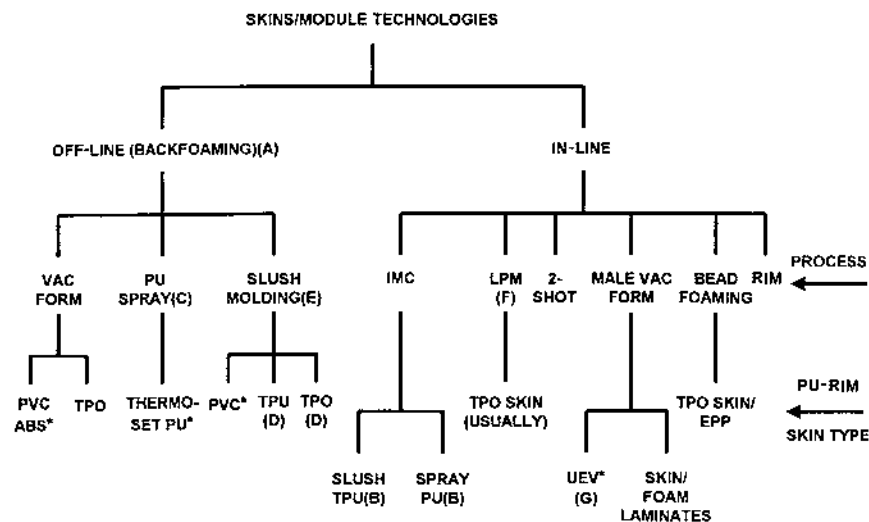 SKINS/MODULE TECHNOLOGIES
OFF-LINE (BACKFOAMING)(A)
IN-LINE
VAC
FORM
PU
SPRAY(C)
SLUSH
MOLDING(E)
IMC
LPM
(F)
2-
SHOT
MALE VAC
FORM
BEAD
FOAMING
RIM
PROCESS
PVC
ABS*
TPO
THERMO-
SET PU*
PVC*
TPU
(D)
TPO
(D)
TPO SKIN
(USUALLY)
TPO SKIN/
EPP
PU-RIM
SKIN TYPE
SLUSH
TPU(B)
SPRAY
PU(B)
UEV*
(G)
SKIN/
FOAM
LAMINATES